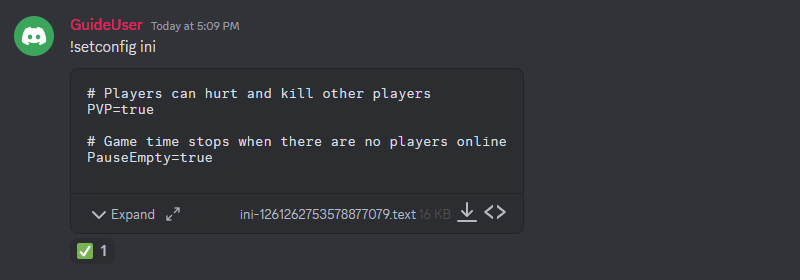 GuideUser Today at 5:09 PM
!setconfig ini
# Players can hurt and kill other players
PVP=true
# Game time stops when there are no players online
PauseEmpty=true
Expand ini-1261262753578877079.text 16 KB
1